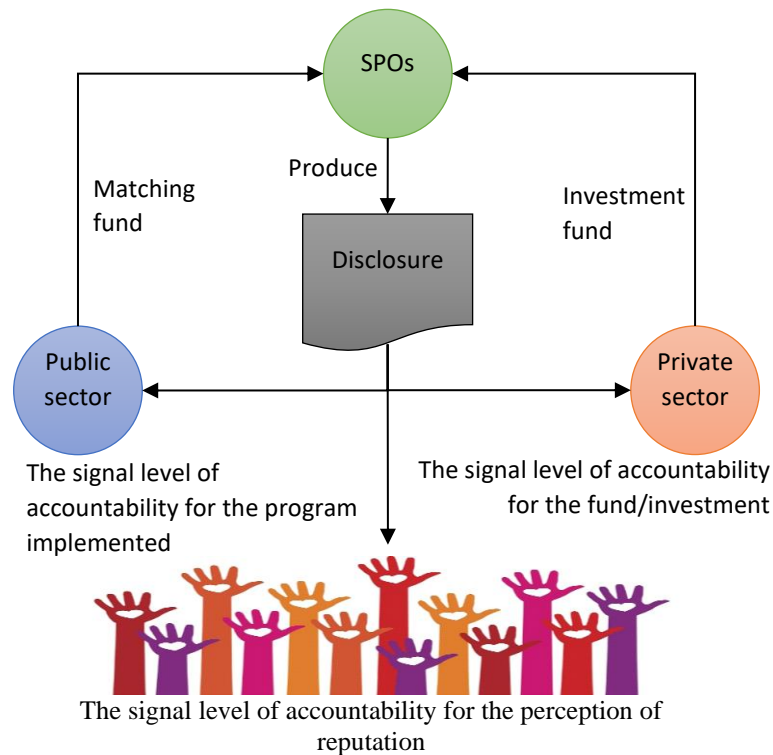 SPOs
Produce
Matching
fund
Investment
fund
Disclosure
Public
sector
Private
sector
The signal level of
accountability for the program
implemented
The signal level of accountability
for the fund/investment
The signal level of accountability for the perception of
reputation